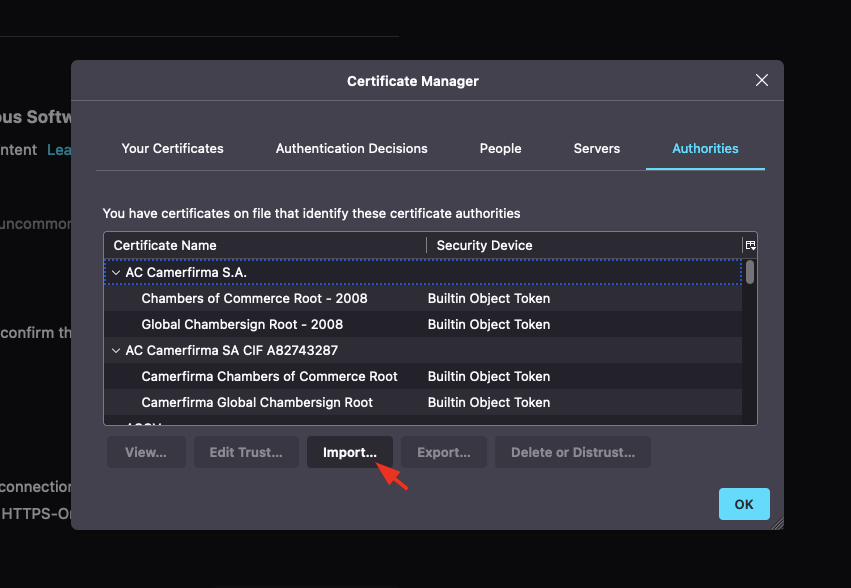 Certificate Manager
ous Softw
ntent Lea
Your Certificates Authentication Decisions People Servers Authorities
uncommon
You have certificates on file that identify these certificate authorities
Certificate Name Security Device
AC Camerfirma S.A.
Chambers of Commerce Root - 2008 Builtin Object Token
Global Chambersign Root - 2008 Builtin Object Token
confirm th
AC Camerfirma SA CIF A82743287
Camerfirma Chambers of Commerce Root Builtin Object Token
Camerfirma Global Chambersign Root Builtin Object Token
View... Edit Trust... Import... Export... Delete or Distrust...
connection
HTTPS-On
OK